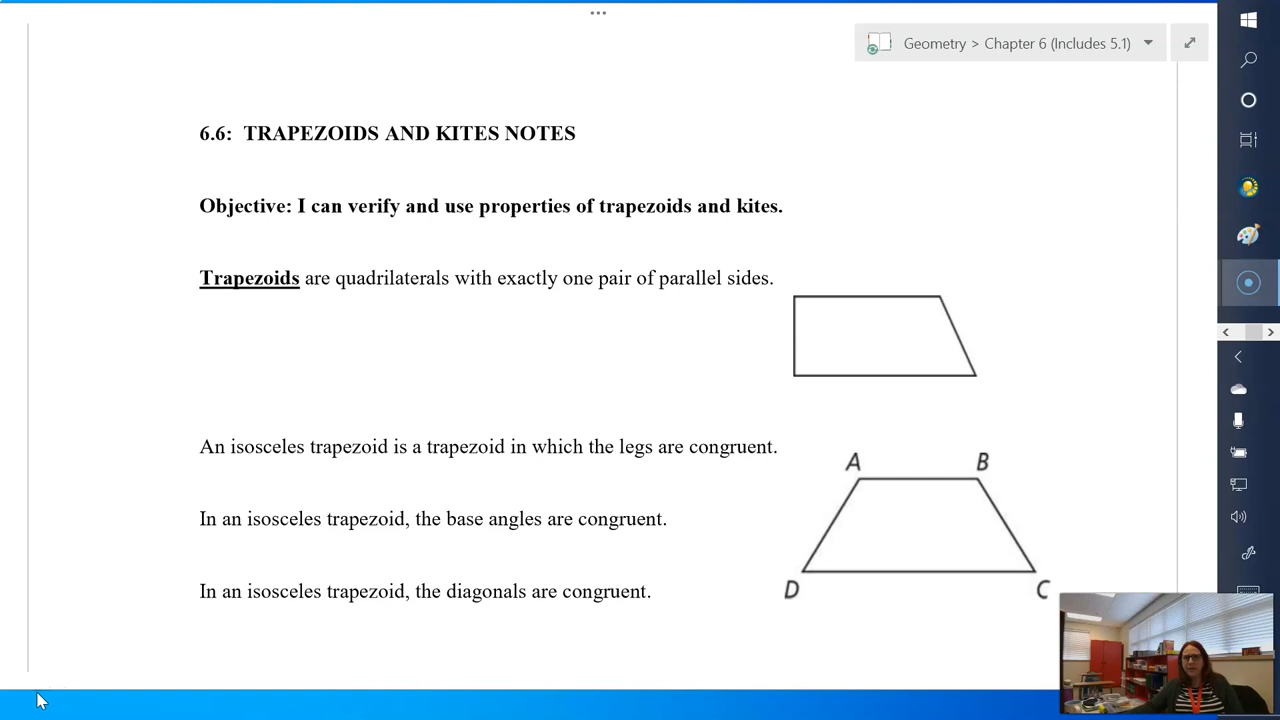 Geometry > Chapter 6 (Includes 5.1)
6.6: TRAPEZOIDS AND KITES NOTES
Objective: I can verify and use properties of trapezoids and kites.
Trapezoids are quadrilaterals with exactly one pair of parallel sides.
An isosceles trapezoid is a trapezoid in which the legs are congruent.
A B
In an isosceles trapezoid, the base angles are congruent.
In an isosceles trapezoid, the diagonals are congruent.
D C